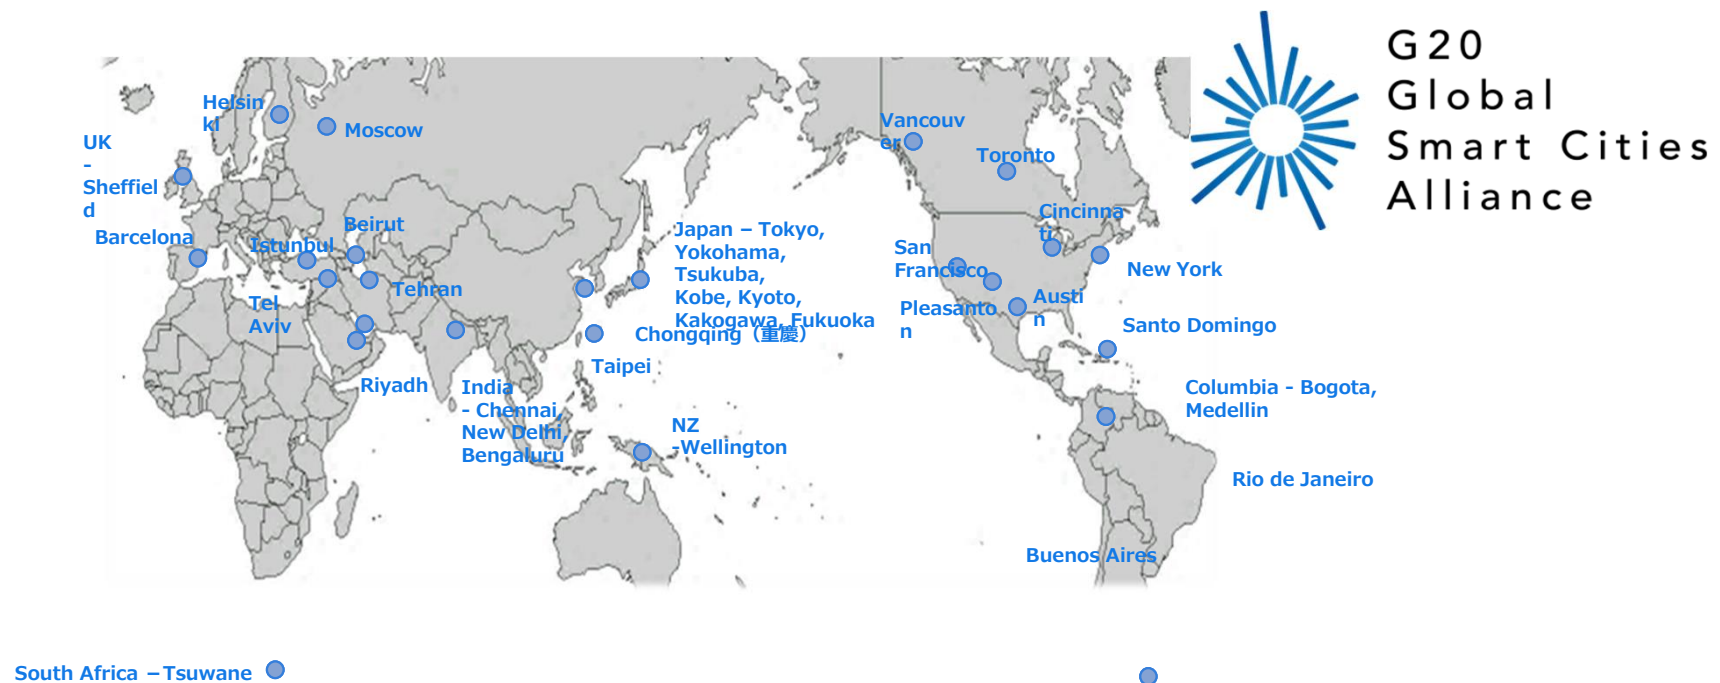 G20
Global
Smart Cities
Alliance
Helsin
ki
Moscow
UK
-
Sheffiel
d
Barcelona
Istunbul
Beirut
Tel
Aviv
Tehran
Riyadh
India
- Chennai,
New Delhi,
Bengaluru
Japan – Tokyo,
Yokohama,
Tsukuba,
Kobe, Kyoto,
Kakogawa, Fukuoka
Chongqing（重慶）
Taipei
NZ
-Wellington
Vancouv
er
Toronto
Cincinna
ti
San
Francisco
Pleasanto
n
Austi
n
New York
Santo Domingo
Columbia - Bogota,
Medellin
Rio de Janeiro
Buenos Aires
South Africa –Tsuwane